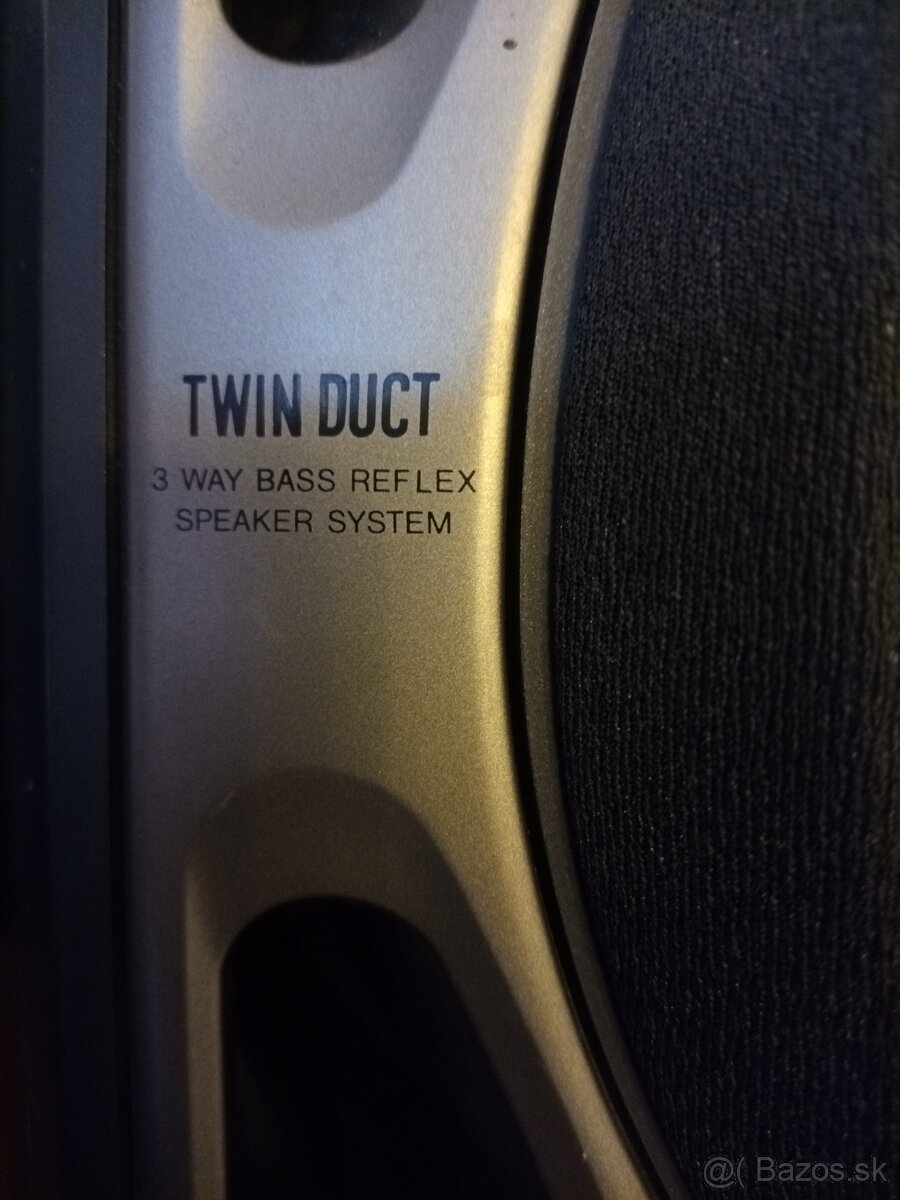 TWIN DUCT
3 WAY BASS REFLEX
SPEAKER SYSTEM
@( Bazos.sk